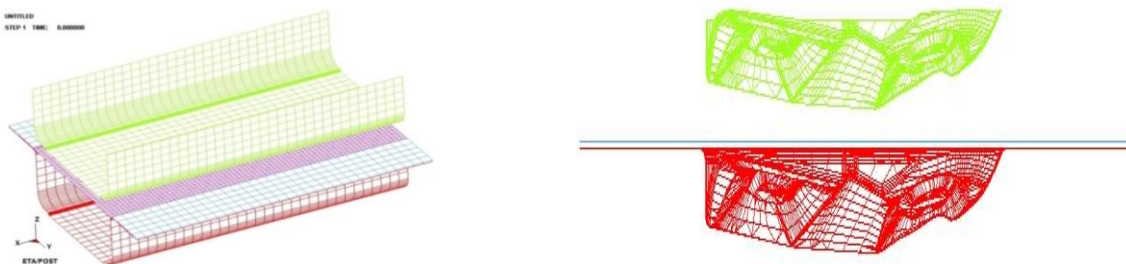 UNTITLED
STEP 1 TIME: 0.000000
Z
X
Y
ETA/POST